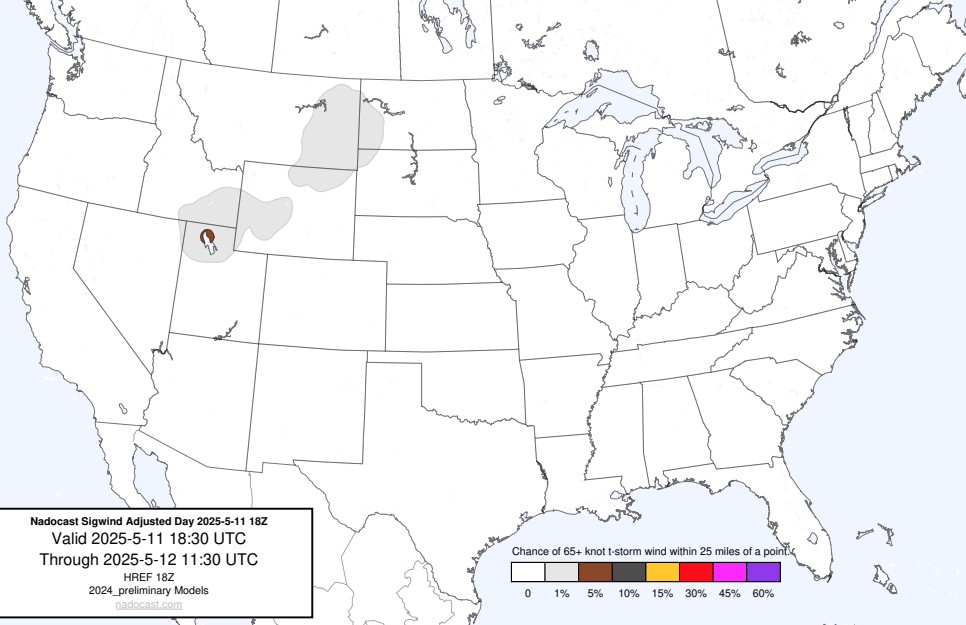 Nadocast Sigwind Adjusted Day 2025-5-11 18Z
Valid 2025-5-11 18:30 UTC
Through 2025-5-12 11:30 UTC
HREF 18Z
2024_preliminary Models
nadocast.com
Chance of 65+ knot t-storm wind within 25 miles of a point.
0 1% 5% 10% 15% 30% 45% 60%